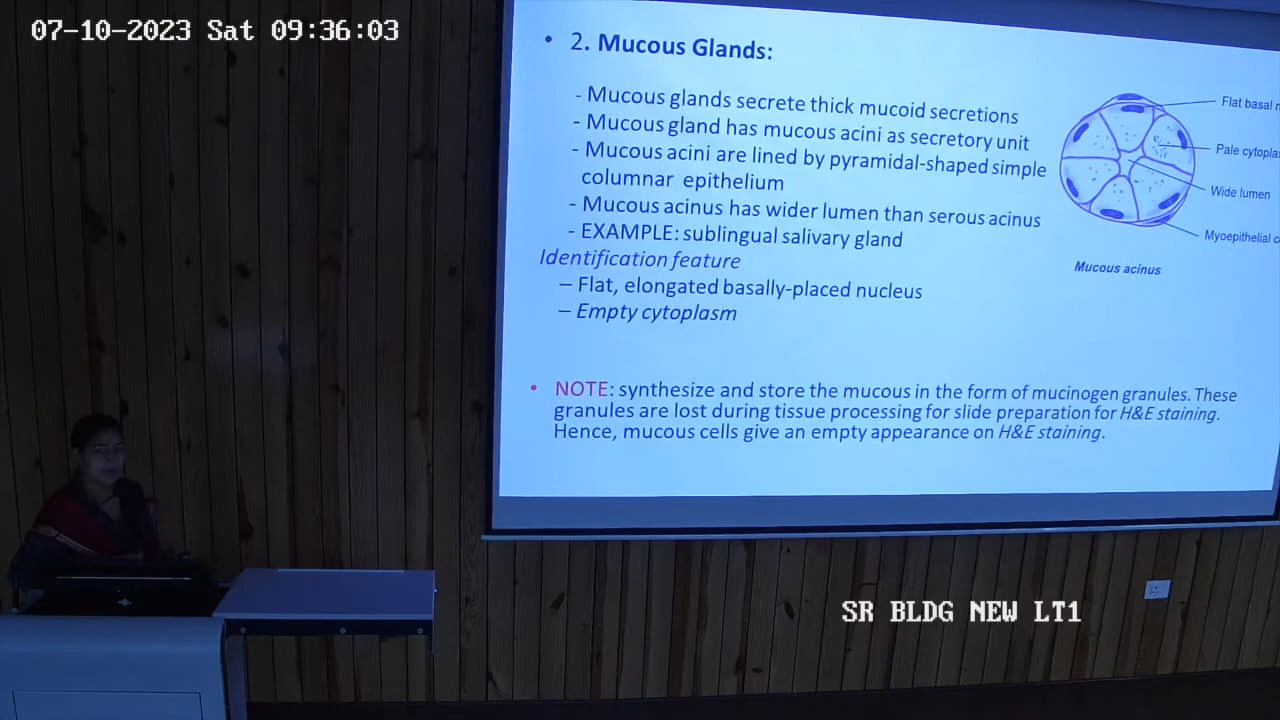 07-10-2023 Sat 09:36:03
• 2. Mucous Glands:
- Mucous glands secrete thick mucoid secretions
- Mucous gland has mucous acini as secretory unit
- Mucous acini are lined by pyramidal-shaped simple
columnar epithelium
- Mucous acinus has wider lumen than serous acinus
- EXAMPLE: sublingual salivary gland
Identification feature
– Flat, elongated basally-placed nucleus
– Empty cytoplasm
Flat basal
Pale
Wide lumen
Myoepithelial
Mucous acinus
• NOTE: synthesize and store the mucous in the form of mucinogen granules. These
granules are lost during tissue processing for slide preparation for H&E staining.
Hence, mucous cells give an empty appearance on H&E staining.
SR BLDG NEW LT1